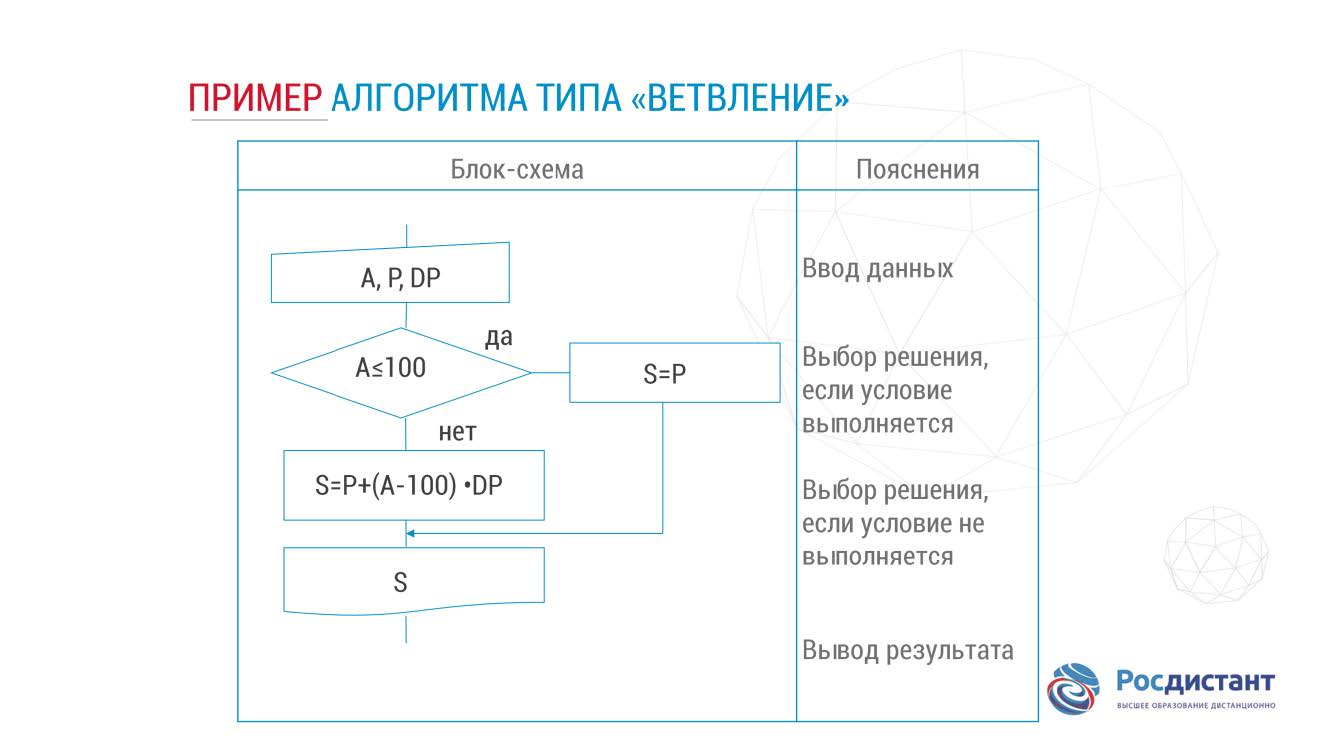 ПРИМЕР АЛГОРИТМА ТИПА «ВЕТВЛЕНИЕ»
Блок-схема
Пояснения
A, P, DP
Ввод данных
да
A≤100
S=P
Выбор решения,
если условие
выполняется
нет
S=P+(A-100) •DP
Выбор решения,
если условие не
выполняется
S
Вывод результата
Росдистант
ВЫСШЕЕ ОБРАЗОВАНИЕ ДИСТАНЦИОННО